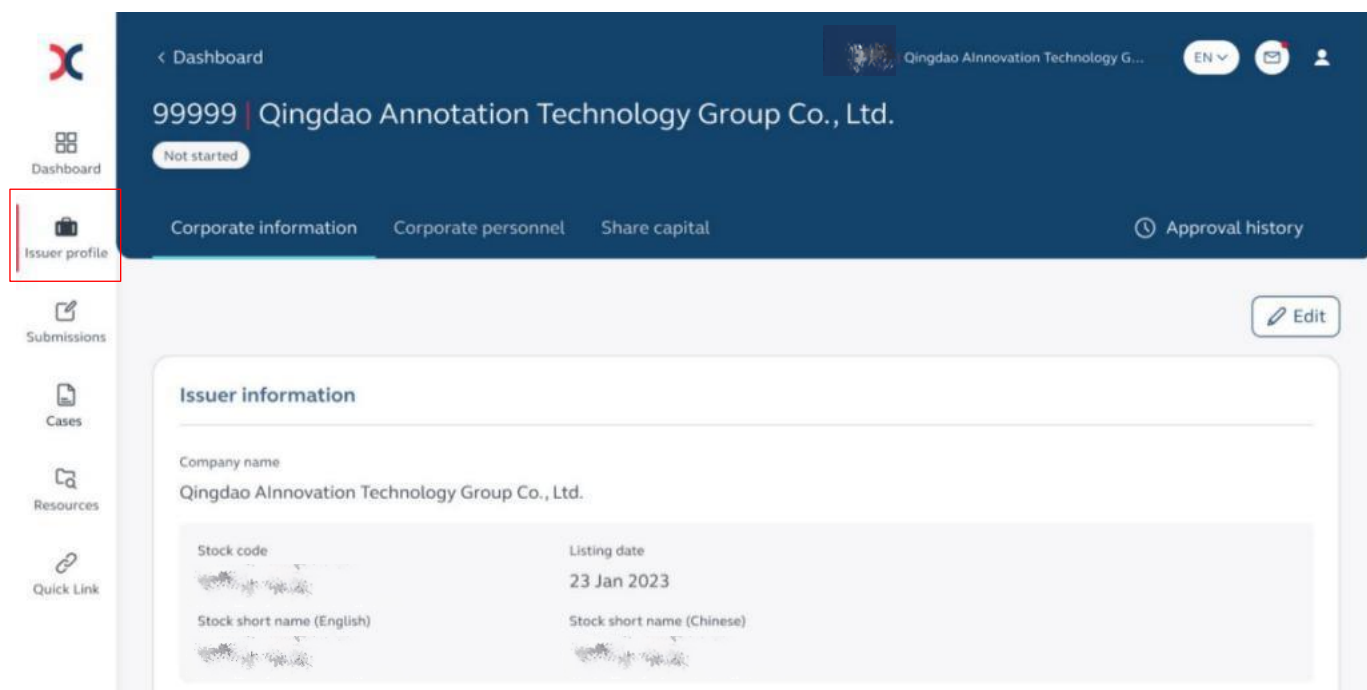 < Dashboard
Qingdao AInnovation Technology G...
EN
99999 | Qingdao Annotation Technology Group Co., Ltd.
Not started
Dashboard
Issuer profile
Submissions
Cases
Resources
Quick Link
Corporate information Corporate personnel Share capital Approval history
Edit
Issuer information
Company name
Qingdao AInnovation Technology Group Co., Ltd.
Stock code Listing date
23 Jan 2023
Stock short name (English) Stock short name (Chinese)